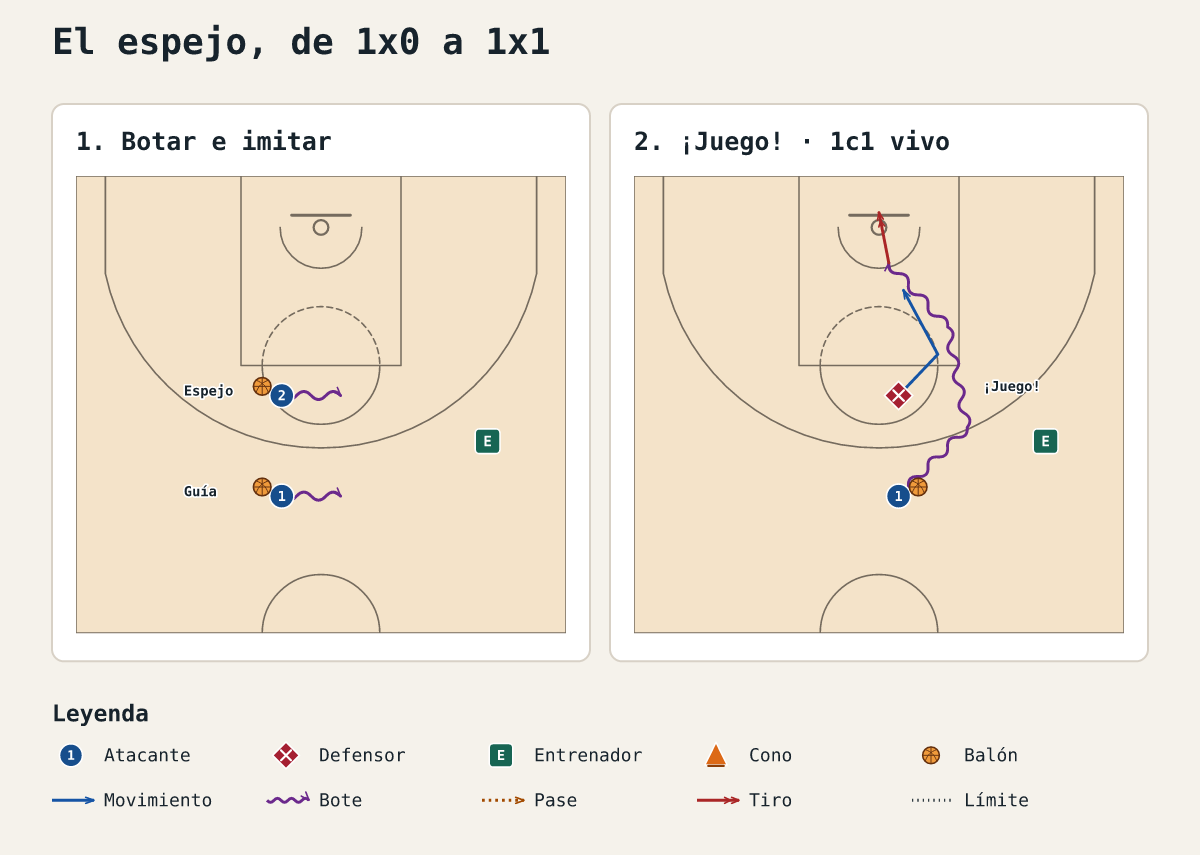 El espejo, de 1x0 a 1x1
1. Botar e imitar
Espejo
2
E
Guía
1
2. ¡Juego! · 1c1 vivo
¡Juego!
E
1
Leyenda
1 Atacante
Defensor
E Entrenador
Cono
Balón
Movimiento
Bote
Pase
Tiro
Límite